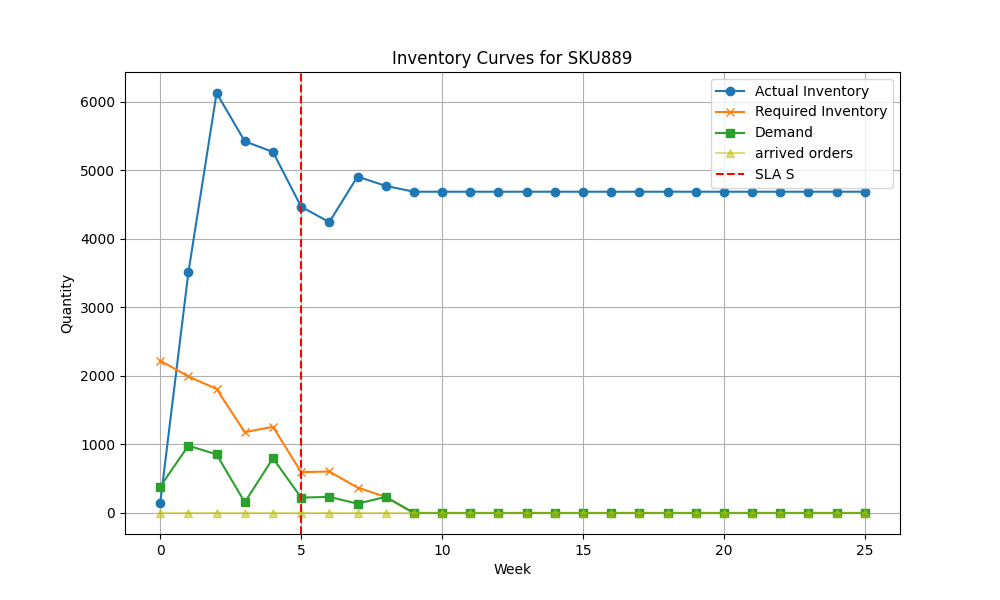 Inventory Curves for SKU889
Actual Inventory
Required Inventory
Demand
arrived orders
SLA S
Quantity
6000
5000
4000
3000
2000
1000
0
0 5 10 15 20 25
Week